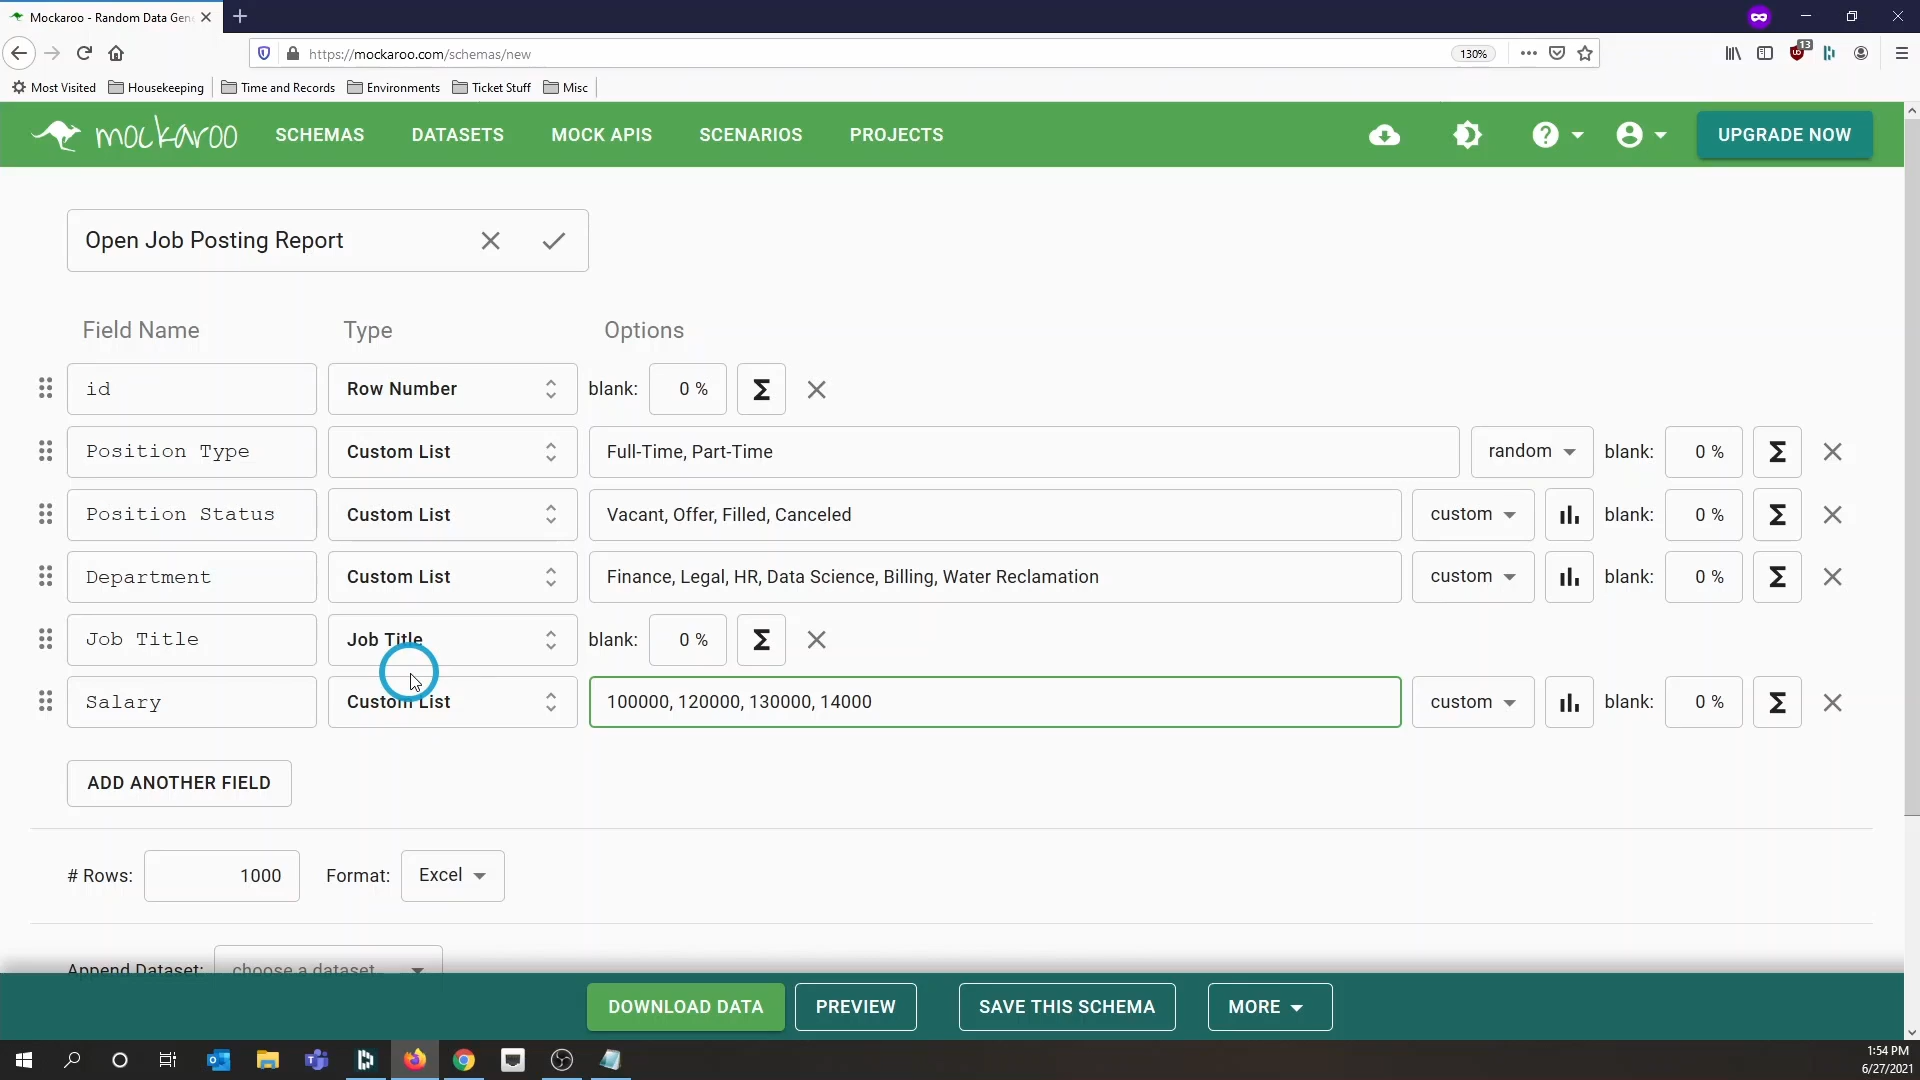 Mockaroo - Random Data Gen
https://mockaroo.com/schemas/new
130%
13
Most Visited
Housekeeping
Time and Records
Environments
Ticket Stuff
Misc
mockaroo
SCHEMAS
DATASETS
MOCK APIS
SCENARIOS
PROJECTS
UPGRADE NOW
Open Job Posting Report
Field Name
Type
Options
id
Row Number
blank:
0 %
Σ
Position Type
Custom List
Full-Time, Part-Time
random
blank:
0 %
Σ
Position Status
Custom List
Vacant, Offer, Filled, Canceled
custom
blank:
0 %
Σ
Department
Custom List
Finance, Legal, HR, Data Science, Billing, Water Reclamation
custom
blank:
0 %
Σ
Job Title
Job Title
blank:
0 %
Σ
Salary
Custom List
100000, 120000, 130000, 14000
custom
blank:
0 %
Σ
ADD ANOTHER FIELD
# Rows:
1000
Format:
Excel
Append Dataset:
choose a dataset...
DOWNLOAD DATA
PREVIEW
SAVE THIS SCHEMA
MORE
1:54 PM
6/27/2021